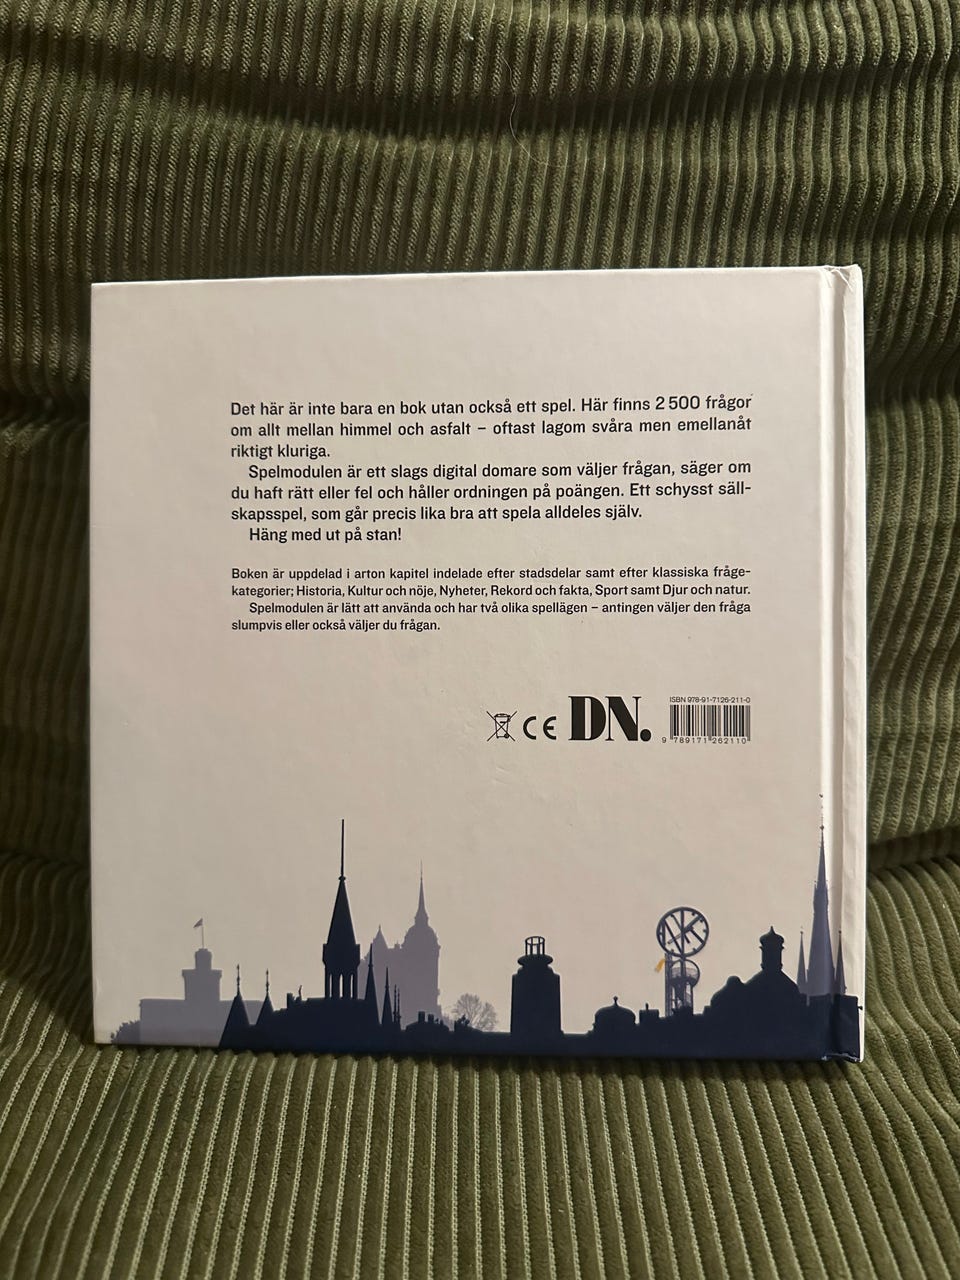 Det här är inte bara en bok utan också ett spel. Här finns 2 500 frågor
om allt mellan himmel och asfalt – oftast lagom svåra men emellanåt
riktigt kluriga.
Spelmodulen är ett slags digital domare som väljer frågan, säger om
du haft rätt eller fel och håller ordningen på poängen. Ett schysst säll-
skapsspel, som går precis lika bra att spela alldeles själv.
Häng med ut på stan!
Boken är uppdelad i arton kapitel indelade efter stadsdelar samt efter klassiska fråge-
kategorier; Historia, Kultur och nöje, Nyheter, Rekord och fakta, Sport samt Djur och natur.
Spelmodulen är lätt att använda och har två olika spellägen – antingen väljer den fråga
slumpvis eller också väljer du frågan.
CE
DN.
ISBN 978-91-7126-211-0
9 789171 262110
NK